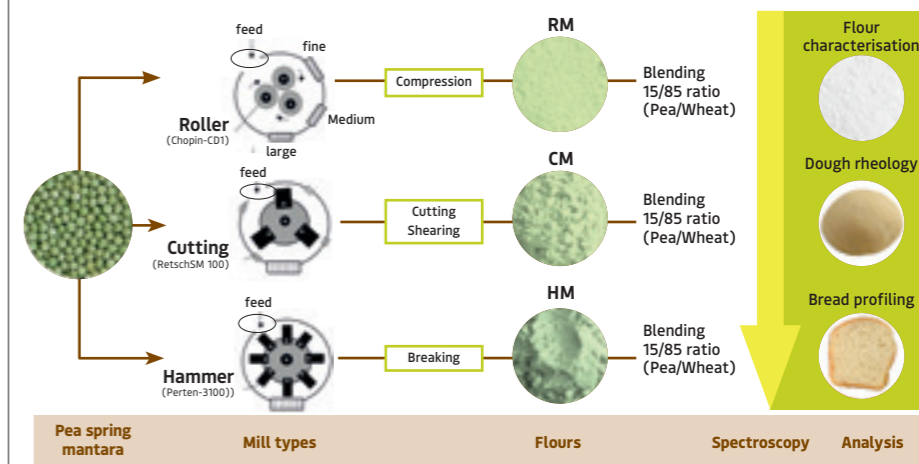 feed
fine
Medium
large
Roller
(Chopin-CD1)
Compression
RM
Blending
15/85 ratio
(Pea/Wheat)
feed
Cutting
(RetschSM 100)
Cutting
Shearing
CM
Blending
15/85 ratio
(Pea/Wheat)
feed
Hammer
(Perten-3100))
Breaking
HM
Blending
15/85 ratio
(Pea/Wheat)
Flour
characterisation
Dough rheology
Bread profiling
Pea spring
mantara
Mill types
Flours
Spectroscopy
Analysis